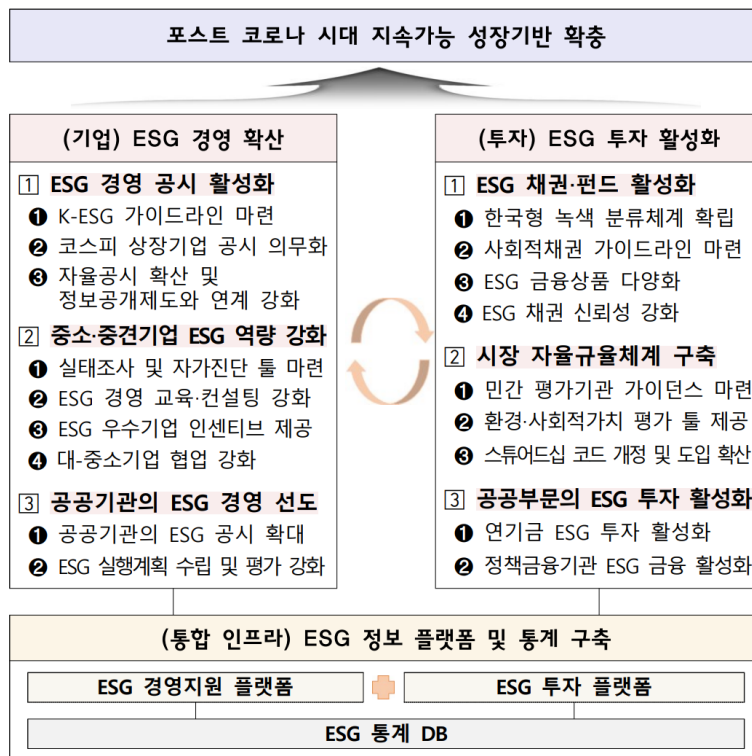 포스트 코로나 시대 지속가능 성장기반 확충
(기업) ESG 경영 확산
1 ESG 경영 공시 활성화
❶ K-ESG 가이드라인 마련
❷ 코스피 상장기업 공시 의무화
❸ 자율공시 확산 및
정보공개제도와 연계 강화
2 중소·중견기업 ESG 역량 강화
❶ 실태조사 및 자가진단 툴 마련
❷ ESG 경영 교육·컨설팅 강화
❸ ESG 우수기업 인센티브 제공
❹ 대-중소기업 협업 강화
3 공공기관의 ESG 경영 선도
❶ 공공기관의 ESG 공시 확대
❷ ESG 실행계획 수립 및 평가 강화
(투자) ESG 투자 활성화
1 ESG 채권·펀드 활성화
❶ 한국형 녹색 분류체계 확립
❷ 사회적채권 가이드라인 마련
❸ ESG 금융상품 다양화
❹ ESG 채권 신뢰성 강화
2 시장 자율규율체계 구축
❶ 민간 평가기관 가이던스 마련
❷ 환경·사회적가치 평가 툴 제공
❸ 스튜어드십 코드 개정 및 도입 확산
3 공공부문의 ESG 투자 활성화
❶ 연기금 ESG 투자 활성화
❷ 정책금융기관 ESG 금융 활성화
(통합 인프라) ESG 정보 플랫폼 및 통계 구축
ESG 경영지원 플랫폼
ESG 투자 플랫폼
ESG 통계 DB